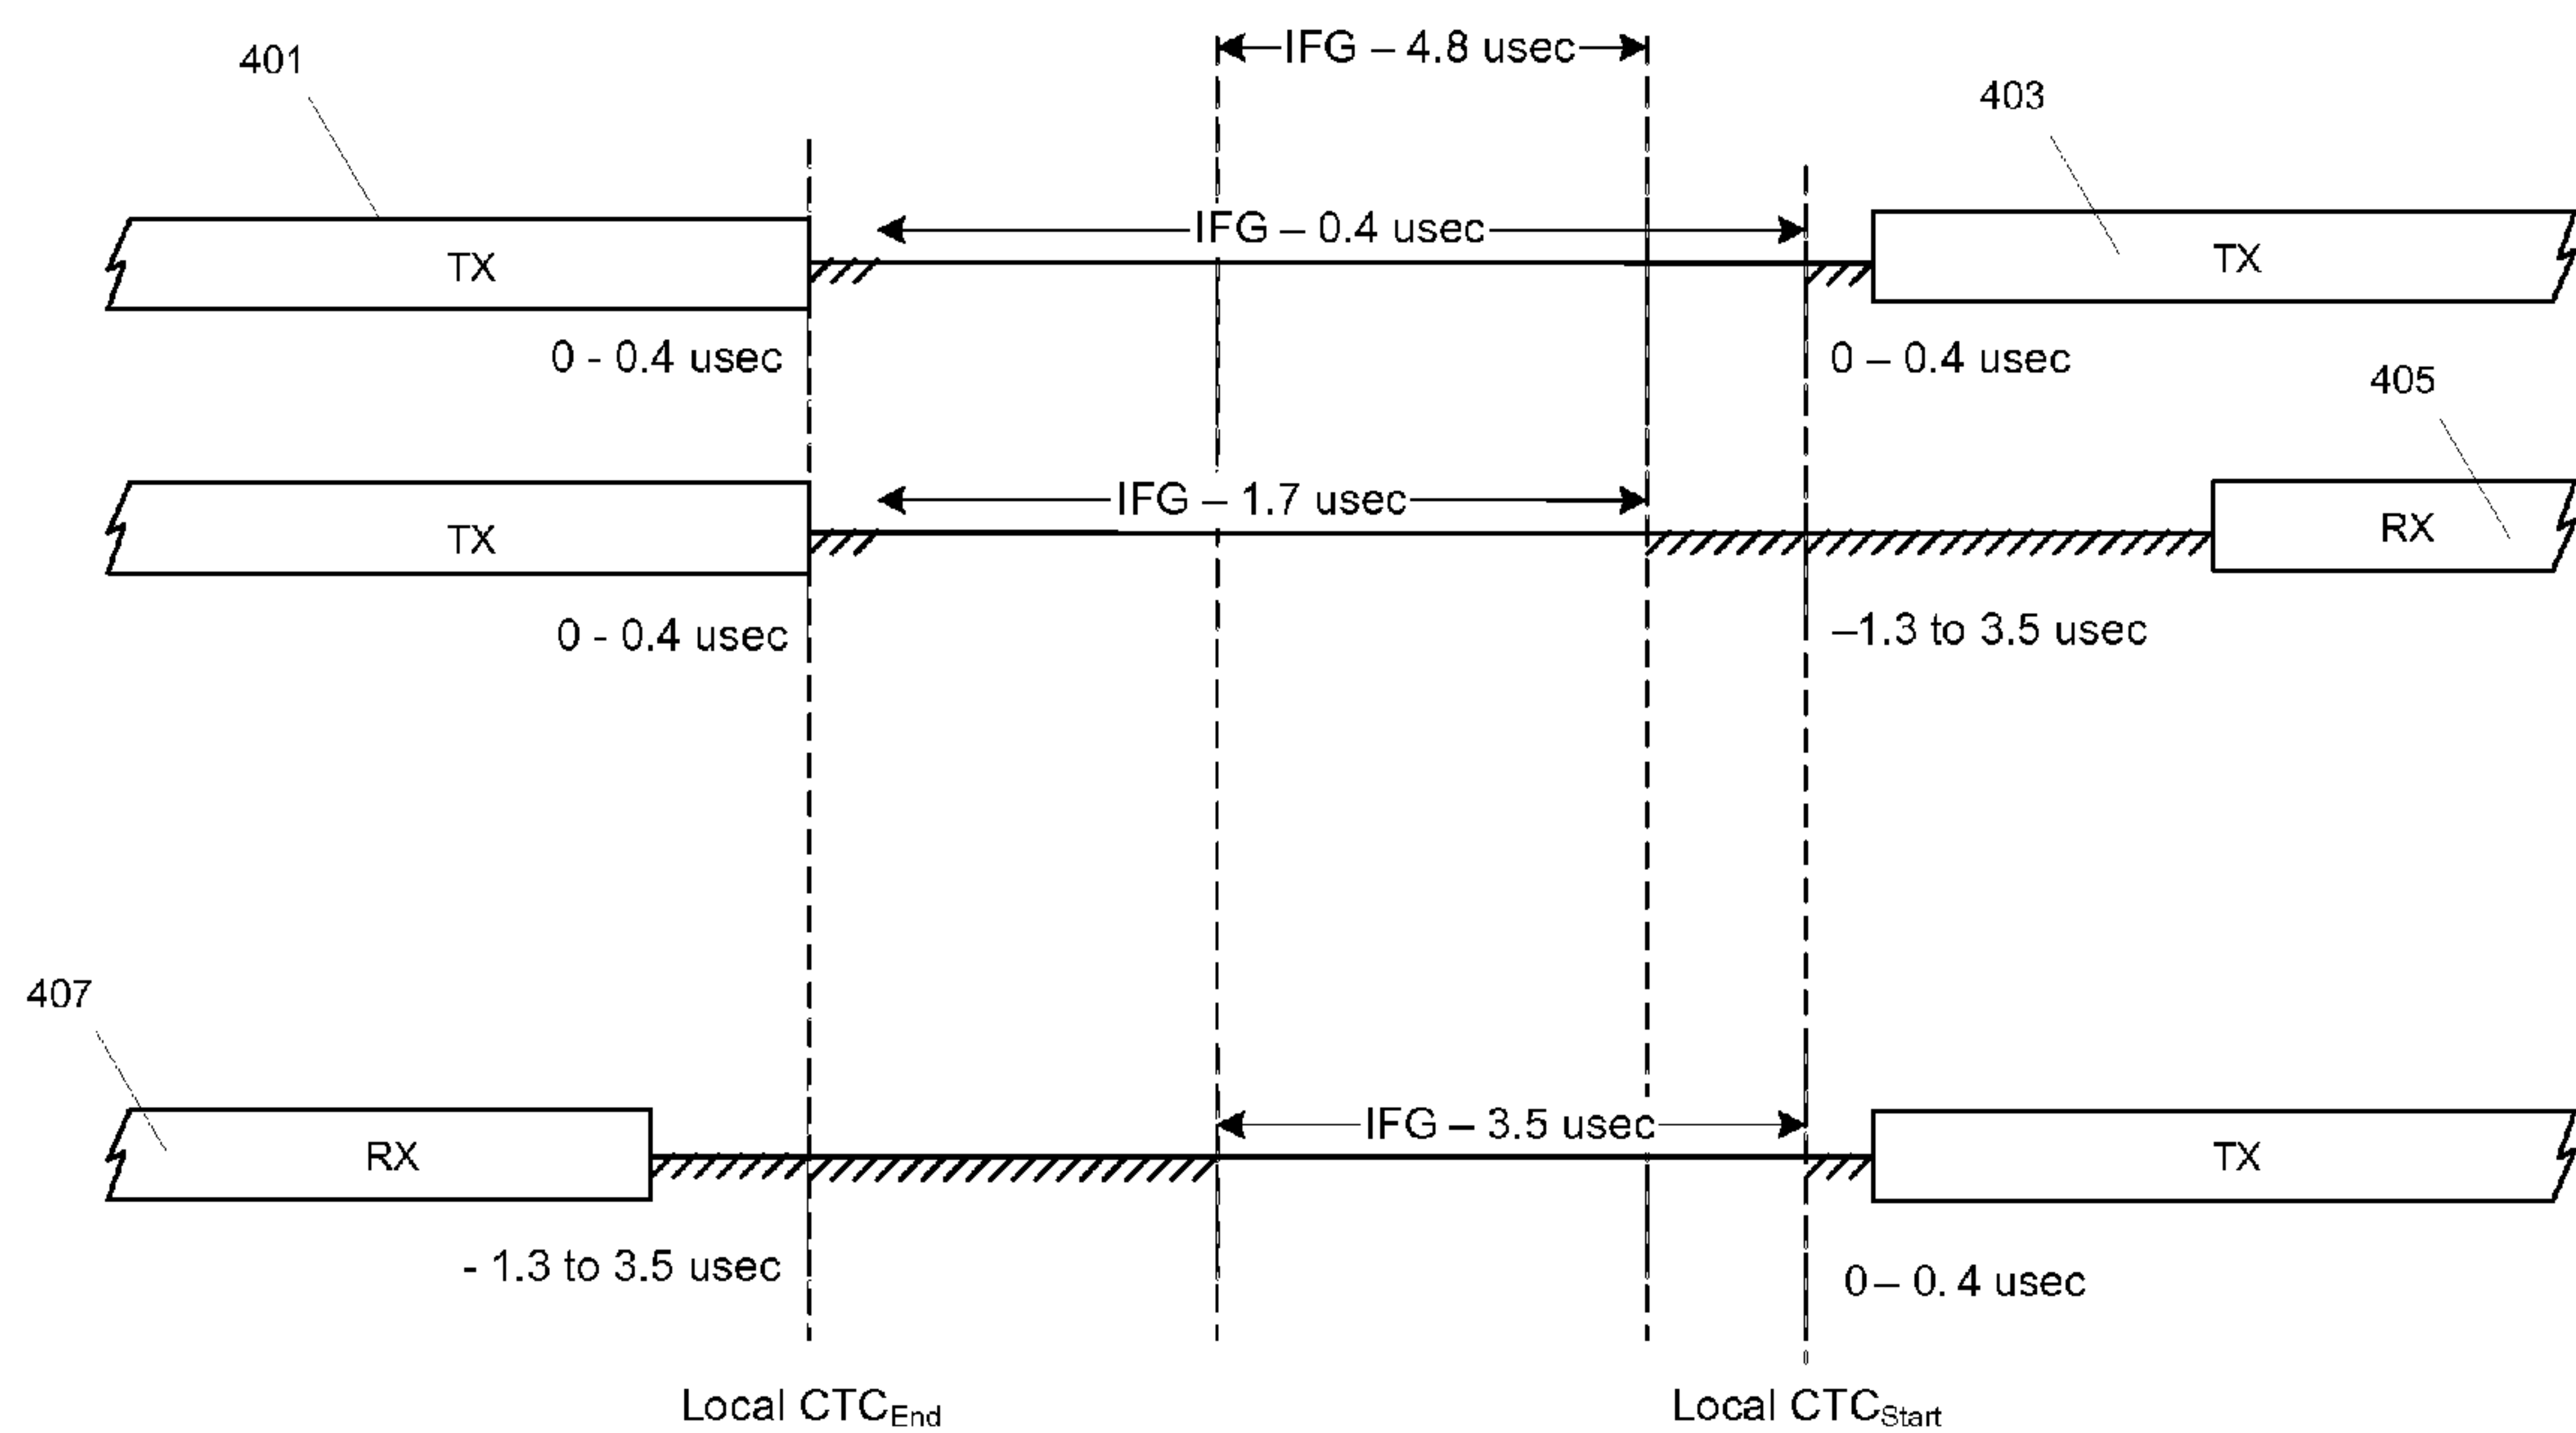 IFG – 4.8 usec
401
403
IFG – 0.4 usec
TX
TX
0 - 0.4 usec
0 – 0.4 usec
405
IFG – 1.7 usec
TX
RX
0 - 0.4 usec
–1.3 to 3.5 usec
407
IFG – 3.5 usec
RX
TX
- 1.3 to 3.5 usec
0 – 0. 4 usec
Local CTCEnd
Local CTCStart